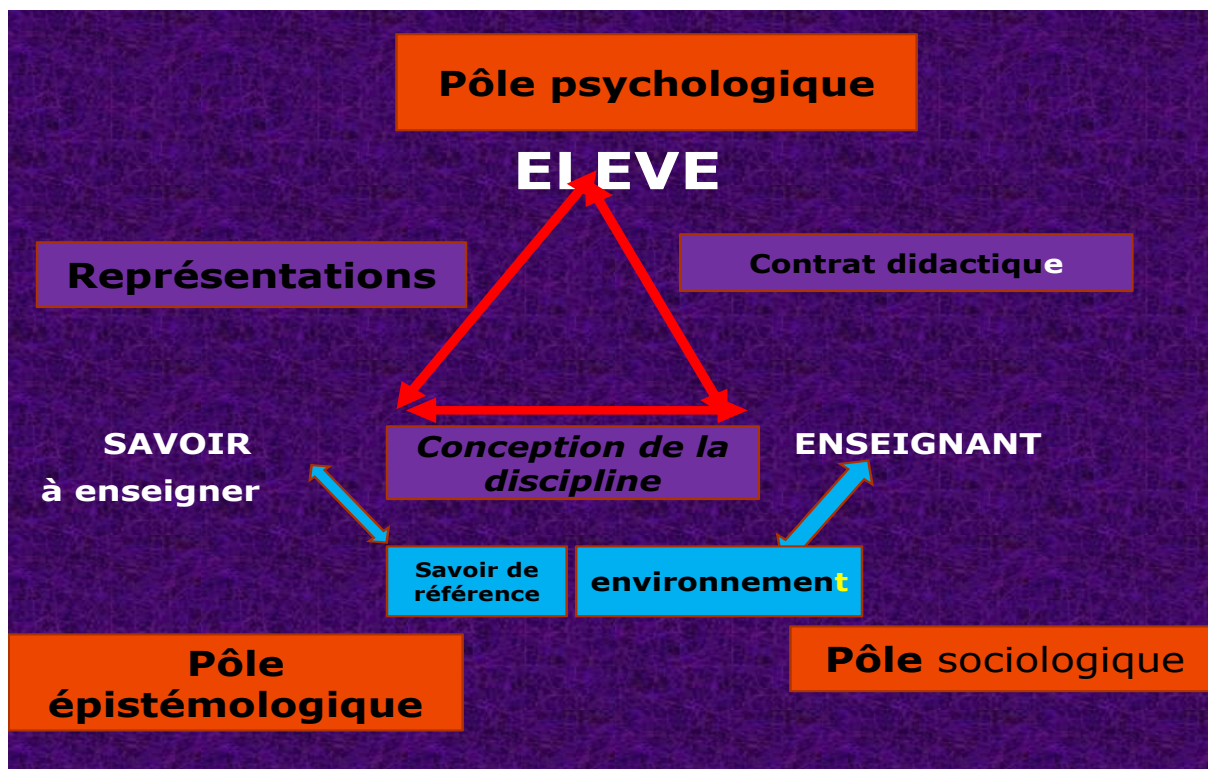 Pôle psychologique
ELEVE
Représentations
Contrat didactique
SAVOIR
à enseigner
Conception de la
discipline
ENSEIGNANT
Savoir de
référence
environnement
Pôle
épistémologique
Pôle sociologique